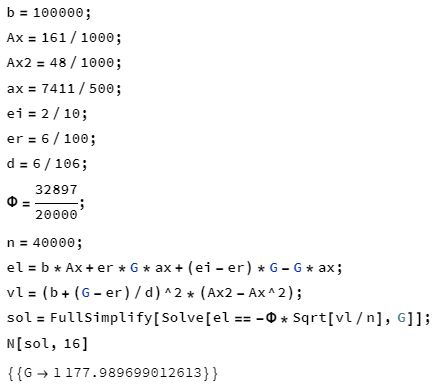 b = 100000;
Ax = 161 / 1000;
Ax2 = 48 / 1000;
ax = 7411 / 500;
ei = 2 / 10;
er = 6 / 100;
d = 6 / 106;
Φ = 32897/20000;
n = 40000;
el = b * Ax + er * G * ax + (ei - er) * G - G * ax;
vl = (b + (G - er) / d) ^ 2 * (Ax2 - Ax ^ 2);
sol = FullSimplify[Solve[el == -Φ * Sqrt[vl / n], G]];
N[sol, 16]
{{G → 1 177.989699012613}}